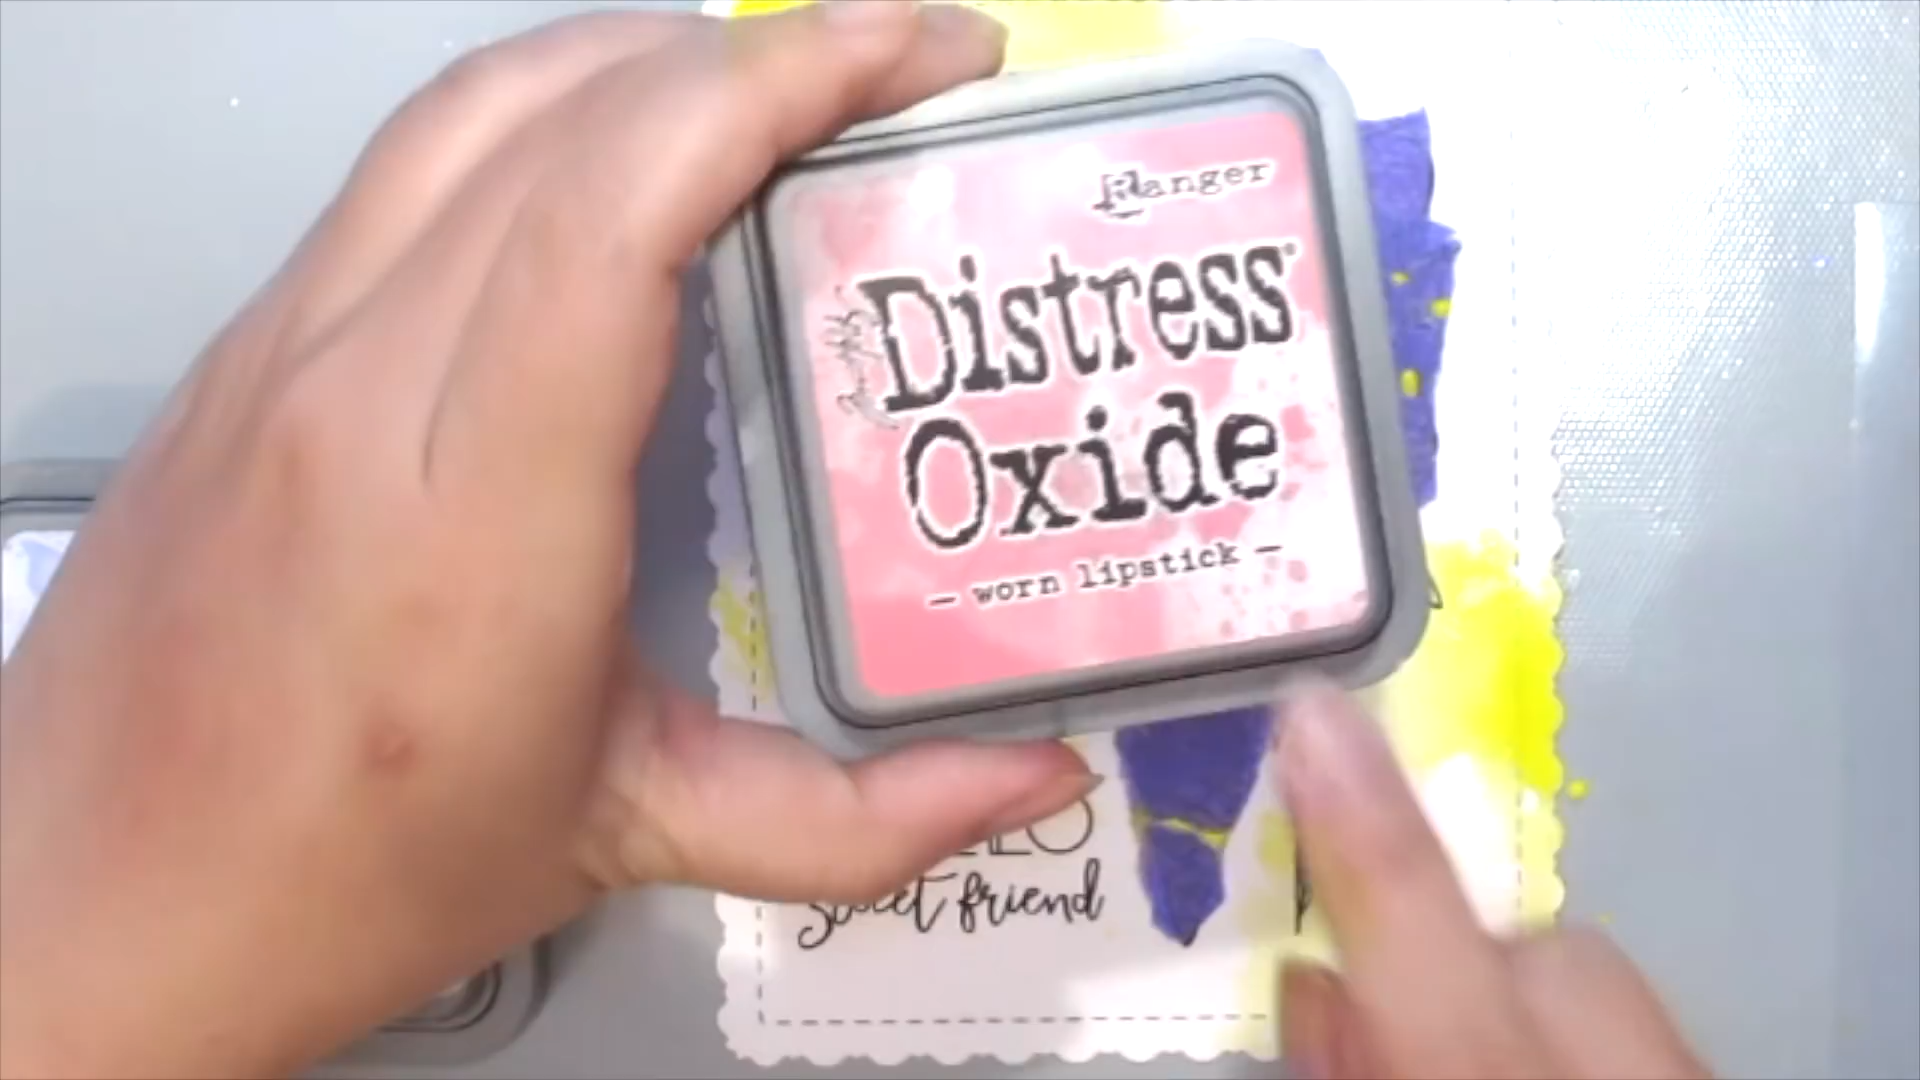 Ranger
Distress®
Oxide
— worn lipstick —
sweet friend